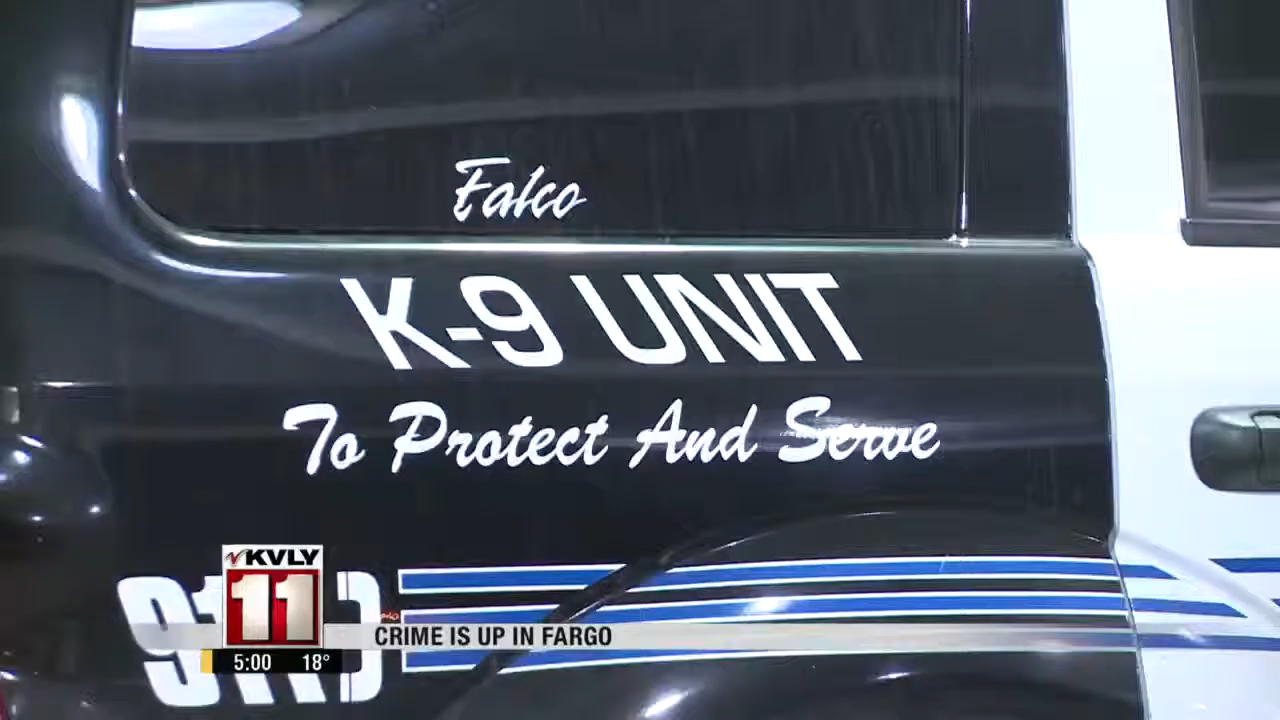 Falco
K-9 UNIT
To Protect And Serve
KVLY
11
CRIME IS UP IN FARGO
5:00 18°